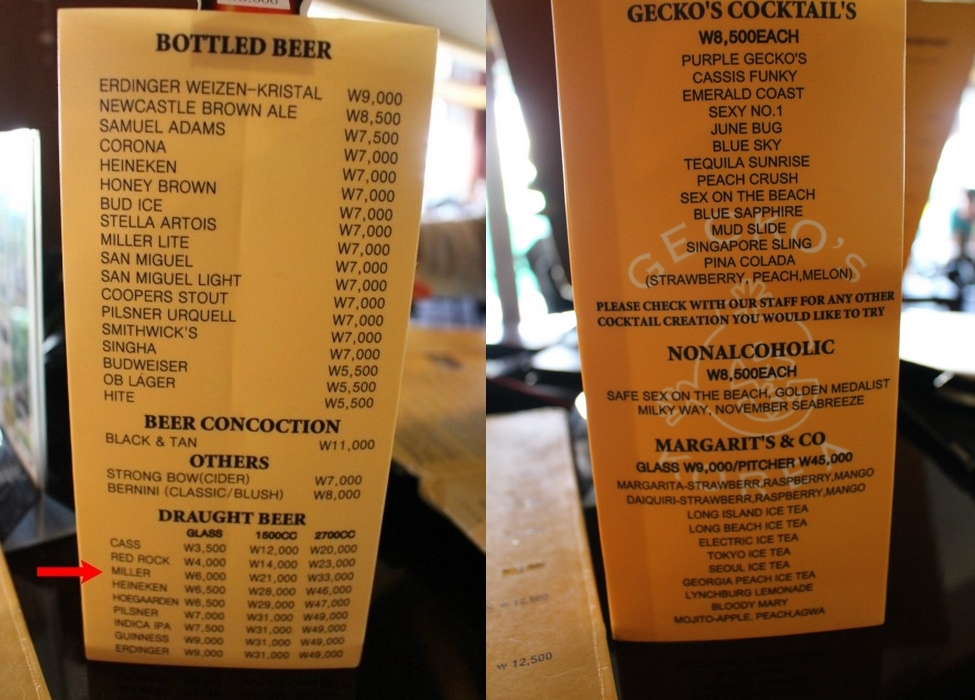 BOTTLED BEER
ERDINGER WEIZEN-KRISTAL W9,000
NEWCASTLE BROWN ALE W8,500
SAMUEL ADAMS W7,500
CORONA W7,000
HEINEKEN W7,000
HONEY BROWN W7,000
BUD ICE W7,000
STELLA ARTOIS W7,000
MILLER LITE W7,000
SAN MIGUEL W7,000
SAN MIGUEL LIGHT W7,000
COOPERS STOUT W7,000
PILSNER URQUELL W7,000
SMITHWICK'S W7,000
SINGHA W7,000
BUDWEISER W5,500
OB LÁGER W5,500
HITE W5,500
BEER CONCOCTION
BLACK & TAN W11,000
OTHERS
STRONG BOW(CIDER) W7,000
BERNINI (CLASSIC/BLUSH) W8,000
DRAUGHT BEER
GLASS 1500CC 2700CC
CASS W3,500 W12,000 W20,000
RED ROCK W4,000 W14,000 W23,000
MILLER W6,000 W21,000 W33,000
HEINEKEN W6,500 W28,000 W46,000
HOEGAARDEN W6,500 W29,000 W47,000
PILSNER W7,000 W31,000 W49,000
INDICA IPA W7,500 W31,000 W49,000
GUINNESS W9,000 W31,000 W49,000
ERDINGER W9,000 W31,000 W49,000
GECKO'S COCKTAIL'S
W8,500EACH
PURPLE GECKO'S
CASSIS FUNKY
EMERALD COAST
SEXY NO.1
JUNE BUG
BLUE SKY
TEQUILA SUNRISE
PEACH CRUSH
SEX ON THE BEACH
BLUE SAPPHIRE
MUD SLIDE
SINGAPORE SLING
PINA COLADA
(STRAWBERRY, PEACH,MELON)
GECKO'S
PLEASE CHECK WITH OUR STAFF FOR ANY OTHER
COCKTAIL CREATION YOU WOULD LIKE TO TRY
NONALCOHOLIC
W8,500EACH
SAFE SEX ON THE BEACH, GOLDEN MEDALIST
MILKY WAY, NOVEMBER SEABREEZE
MARGARIT'S & CO
GLASS W9,000/PITCHER W45,000
MARGARITA-STRAWBERR,RASPBERRY,MANGO
DAIQUIRI-STRAWBERR,RASPBERRY,MANGO
LONG ISLAND ICE TEA
LONG BEACH ICE TEA
ELECTRIC ICE TEA
TOKYO ICE TEA
SEOUL ICE TEA
GEORGIA PEACH ICE TEA
LYNCHBURG LEMONADE
BLOODY MARY
MOJITO-APPLE, PEACH,AGWA
W 12,500